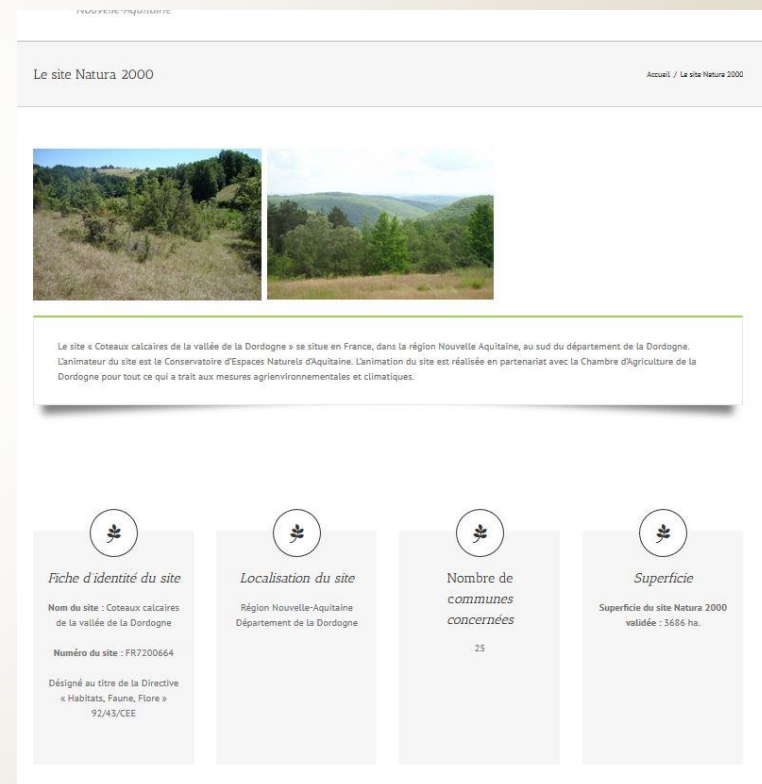 Nouvelle-Aquitaine
Le site Natura 2000
Accueil / Le site Natura 2000
Le site « Coteaux calcaires de la vallée de la Dordogne » se situe en France, dans la région Nouvelle Aquitaine, au sud du département de la Dordogne.
L'animateur du site est le Conservatoire d'Espaces Naturels d'Aquitaine. L'animation du site est réalisée en partenariat avec la Chambre d'Agriculture de la
Dordogne pour tout ce qui a trait aux mesures agrienvironnementales et climatiques.
Fiche d'identité du site
Nom du site : Coteaux calcaires
de la vallée de la Dordogne
Numéro du site : FR7200664
Désigné au titre de la Directive
« Habitats, Faune, Flore »
92/43/CEE
Localisation du site
Région Nouvelle-Aquitaine
Département de la Dordogne
Nombre de
communes
concernées
25
Superficie
Superficie du site Natura 2000
validée : 3686 ha.